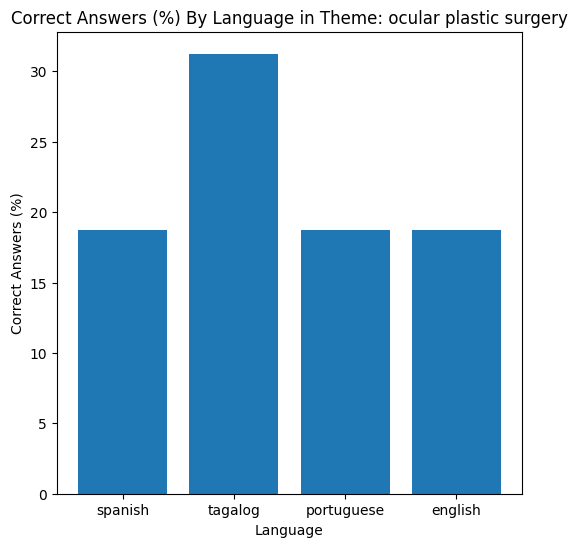 Correct Answers (%) By Language in Theme: ocular plastic surgery
30
25
20
15
10
5
0
Correct Answers (%)
spanish tagalog portuguese english
Language